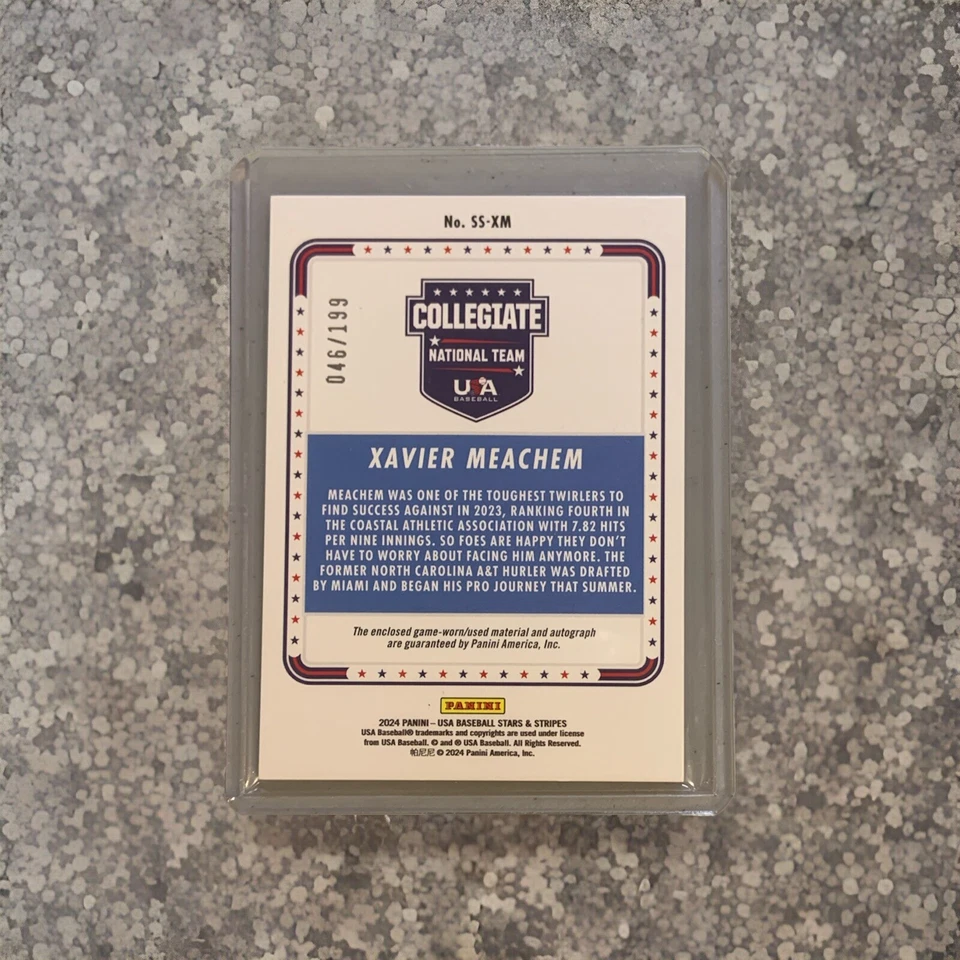 No. SS-XM
046/199
COLLEGIATE
NATIONAL TEAM
USA
BASEBALL
XAVIER MEACHEM
MEACHEM WAS ONE OF THE TOUGHEST TWIRLERS TO
FIND SUCCESS AGAINST IN 2023, RANKING FOURTH IN
THE COASTAL ATHLETIC ASSOCIATION WITH 7.82 HITS
PER NINE INNINGS. SO FOES ARE HAPPY THEY DON'T
HAVE TO WORRY ABOUT FACING HIM ANYMORE. THE
FORMER NORTH CAROLINA A&T HURLER WAS DRAFTED
BY MIAMI AND BEGAN HIS PRO JOURNEY THAT SUMMER.
The enclosed game-worn/used material and autograph
are guaranteed by Panini America, Inc.
PANINI
2024 PANINI – USA BASEBALL STARS & STRIPES
USA Baseball® trademarks and copyrights are used under license
from USA Baseball. © and ® USA Baseball. All Rights Reserved.
帕尼尼 © 2024 Panini America, Inc.